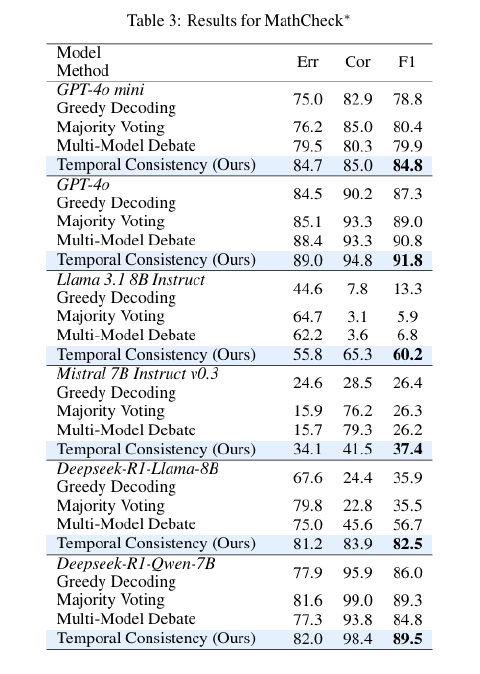 Table 3: Results for MathCheck*
Model
Method Err Cor F1
GPT-4o mini
Greedy Decoding 75.0 82.9 78.8
Majority Voting 76.2 85.0 80.4
Multi-Model Debate 79.5 80.3 79.9
Temporal Consistency (Ours) 84.7 85.0 84.8
GPT-4o
Greedy Decoding 84.5 90.2 87.3
Majority Voting 85.1 93.3 89.0
Multi-Model Debate 88.4 93.3 90.8
Temporal Consistency (Ours) 89.0 94.8 91.8
Llama 3.1 8B Instruct
Greedy Decoding 44.6 7.8 13.3
Majority Voting 64.7 3.1 5.9
Multi-Model Debate 62.2 3.6 6.8
Temporal Consistency (Ours) 55.8 65.3 60.2
Mistral 7B Instruct v0.3
Greedy Decoding 24.6 28.5 26.4
Majority Voting 15.9 76.2 26.3
Multi-Model Debate 15.7 79.3 26.2
Temporal Consistency (Ours) 34.1 41.5 37.4
Deepseek-R1-Llama-8B
Greedy Decoding 67.6 24.4 35.9
Majority Voting 79.8 22.8 35.5
Multi-Model Debate 75.0 45.6 56.7
Temporal Consistency (Ours) 81.2 83.9 82.5
Deepseek-R1-Qwen-7B
Greedy Decoding 77.9 95.9 86.0
Majority Voting 81.6 99.0 89.3
Multi-Model Debate 77.3 93.8 84.8
Temporal Consistency (Ours) 82.0 98.4 89.5